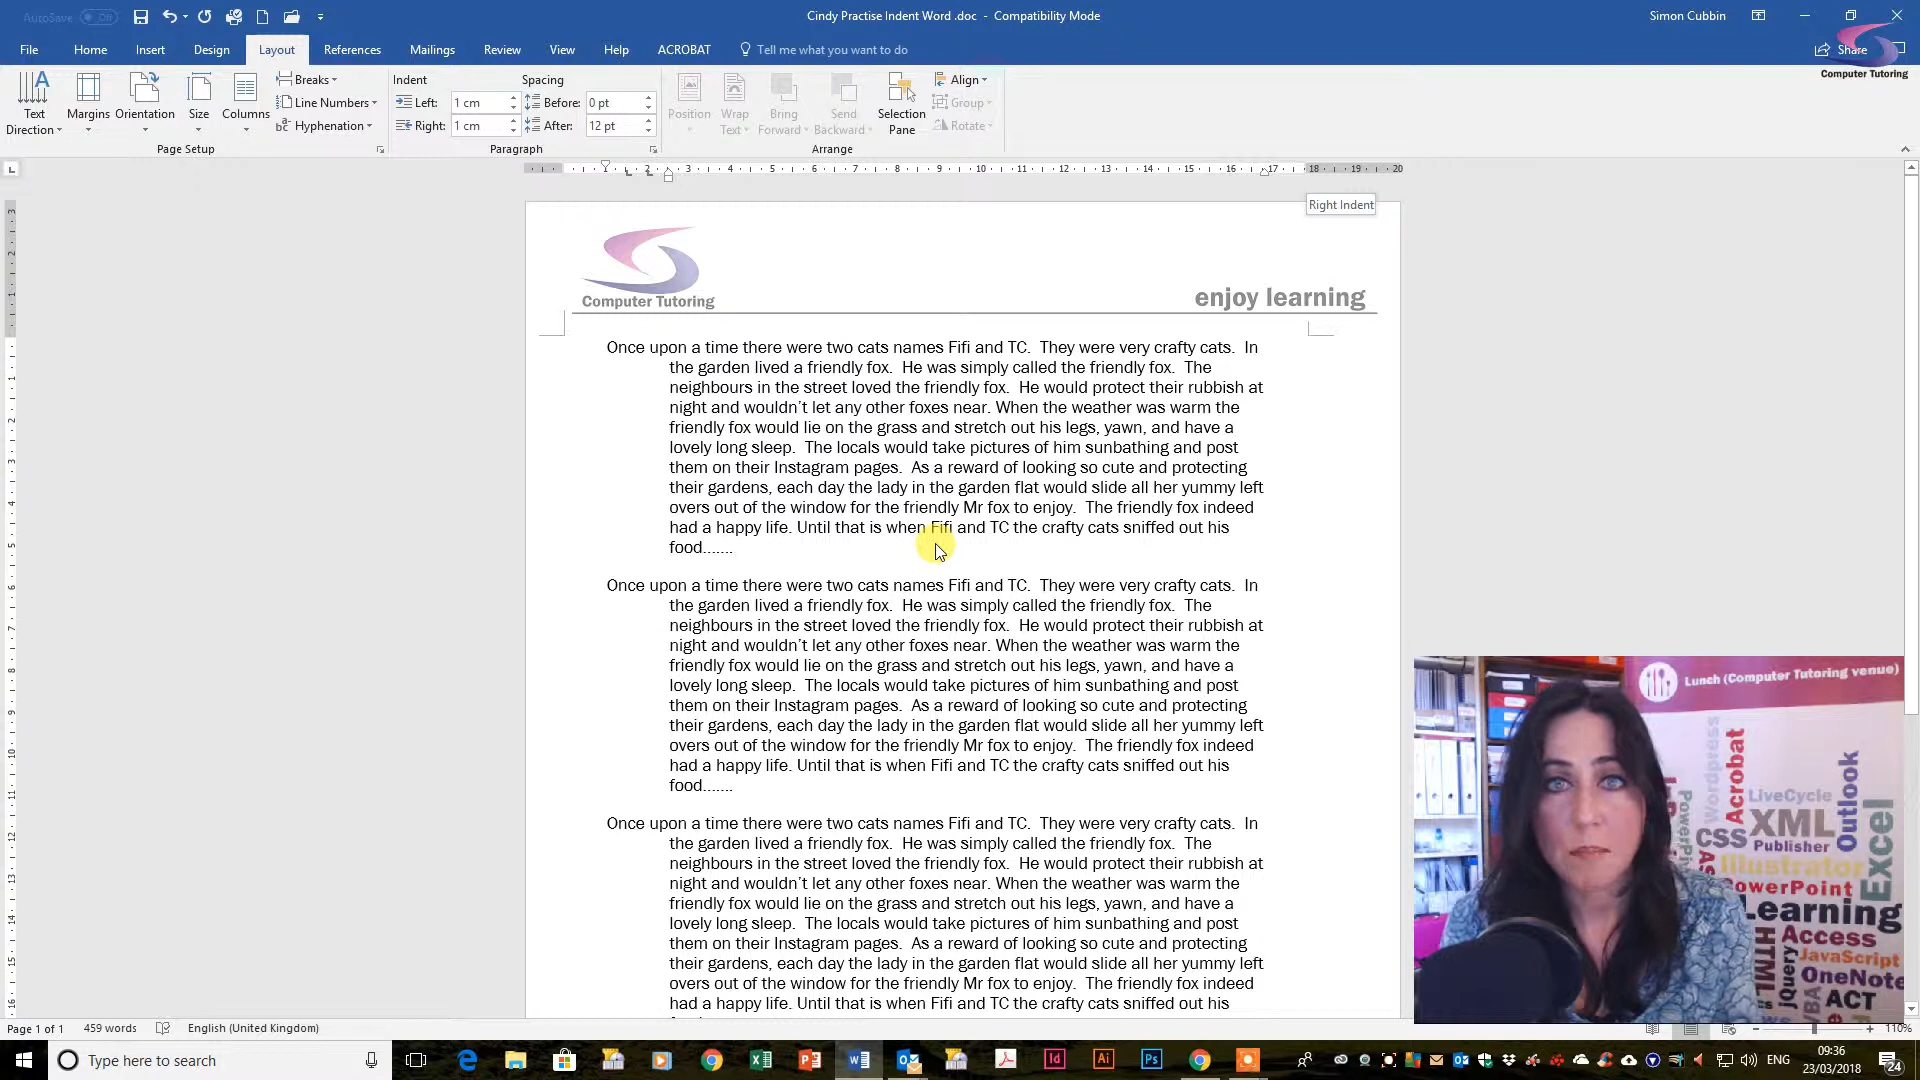 AutoSave Off
Cindy Practise Indent Word .doc - Compatibility Mode
Simon Cubbin
File Home Insert Design Layout References Mailings Review View Help ACROBAT Tell me what you want to do
Share
Computer Tutoring
Text Direction
Margins
Orientation
Size
Columns
Breaks
Line Numbers
Hyphenation
Page Setup
Indent
Left: 1 cm
Right: 1 cm
Spacing
Before: 0 pt
After: 12 pt
Paragraph
Position
Wrap Text
Bring Forward
Send Backward
Selection Pane
Align
Group
Rotate
Arrange
1 2 3 4 5 6 7 8 9 10 11 12 13 14 15 16 17 18 19 20
Right Indent
Computer Tutoring
enjoy learning
Once upon a time there were two cats names Fifi and TC.  They were very crafty cats.  In
the garden lived a friendly fox.  He was simply called the friendly fox.  The
neighbours in the street loved the friendly fox.  He would protect their rubbish at
night and wouldn't let any other foxes near. When the weather was warm the
friendly fox would lie on the grass and stretch out his legs, yawn, and have a
lovely long sleep.  The locals would take pictures of him sunbathing and post
them on their Instagram pages.  As a reward of looking so cute and protecting
their gardens, each day the lady in the garden flat would slide all her yummy left
overs out of the window for the friendly Mr fox to enjoy.  The friendly fox indeed
had a happy life. Until that is when Fifi and TC the crafty cats sniffed out his
food.......
Once upon a time there were two cats names Fifi and TC.  They were very crafty cats.  In
the garden lived a friendly fox.  He was simply called the friendly fox.  The
neighbours in the street loved the friendly fox.  He would protect their rubbish at
night and wouldn't let any other foxes near. When the weather was warm the
friendly fox would lie on the grass and stretch out his legs, yawn, and have a
lovely long sleep.  The locals would take pictures of him sunbathing and post
them on their Instagram pages.  As a reward of looking so cute and protecting
their gardens, each day the lady in the garden flat would slide all her yummy left
overs out of the window for the friendly Mr fox to enjoy.  The friendly fox indeed
had a happy life. Until that is when Fifi and TC the crafty cats sniffed out his
food.......
Once upon a time there were two cats names Fifi and TC.  They were very crafty cats.  In
the garden lived a friendly fox.  He was simply called the friendly fox.  The
neighbours in the street loved the friendly fox.  He would protect their rubbish at
night and wouldn't let any other foxes near. When the weather was warm the
friendly fox would lie on the grass and stretch out his legs, yawn, and have a
lovely long sleep.  The locals would take pictures of him sunbathing and post
them on their Instagram pages.  As a reward of looking so cute and protecting
their gardens, each day the lady in the garden flat would slide all her yummy left
overs out of the window for the friendly Mr fox to enjoy.  The friendly fox indeed
had a happy life. Until that is when Fifi and TC the crafty cats sniffed out his
Lunch (Computer Tutoring venue)
Wordpress
Acrobat
LiveCycle
Outlook
CSS
XML
Publisher
Excel
Illustrator
PowerPoint
Learning
Access
HTML
jQuery
JavaScript
VBA
OneNote
ACT
Page 1 of 1
459 words
English (United Kingdom)
110%
Type here to search
ENG
09:36
23/03/2018
24